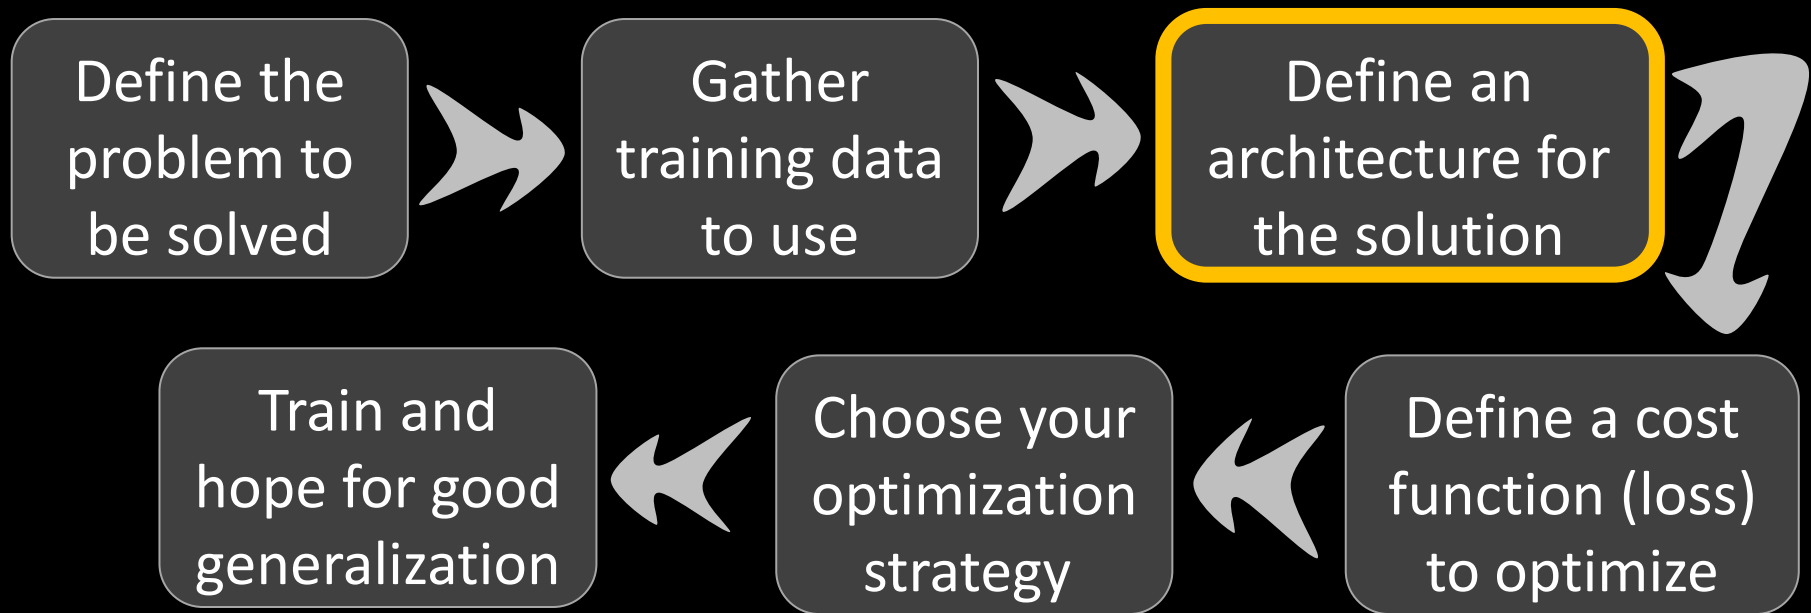 Define the
problem to
be solved
Gather
training data
to use
Define an
architecture for
the solution
Define a cost
function (loss)
to optimize
Choose your
optimization
strategy
Train and
hope for good
generalization